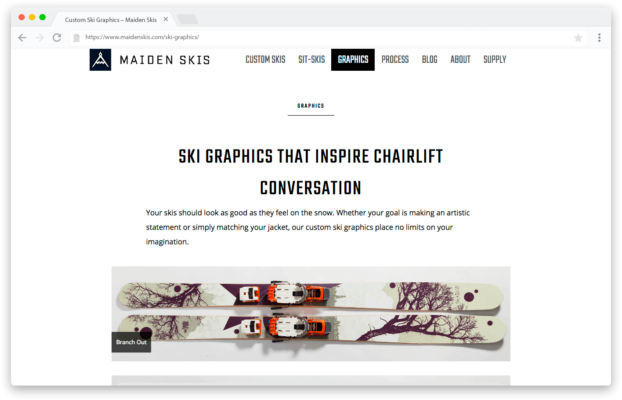 Custom Ski Graphics – Maiden Skis
https://www.maidenskis.com/ski-graphics/
MAIDEN SKIS
CUSTOM SKIS SIT-SKIS GRAPHICS PROCESS BLOG ABOUT SUPPLY
GRAPHICS
SKI GRAPHICS THAT INSPIRE CHAIRLIFT
CONVERSATION
Your skis should look as good as they feel on the snow. Whether your goal is making an artistic
statement or simply matching your jacket, our custom ski graphics place no limits on your
imagination.
Branch Out